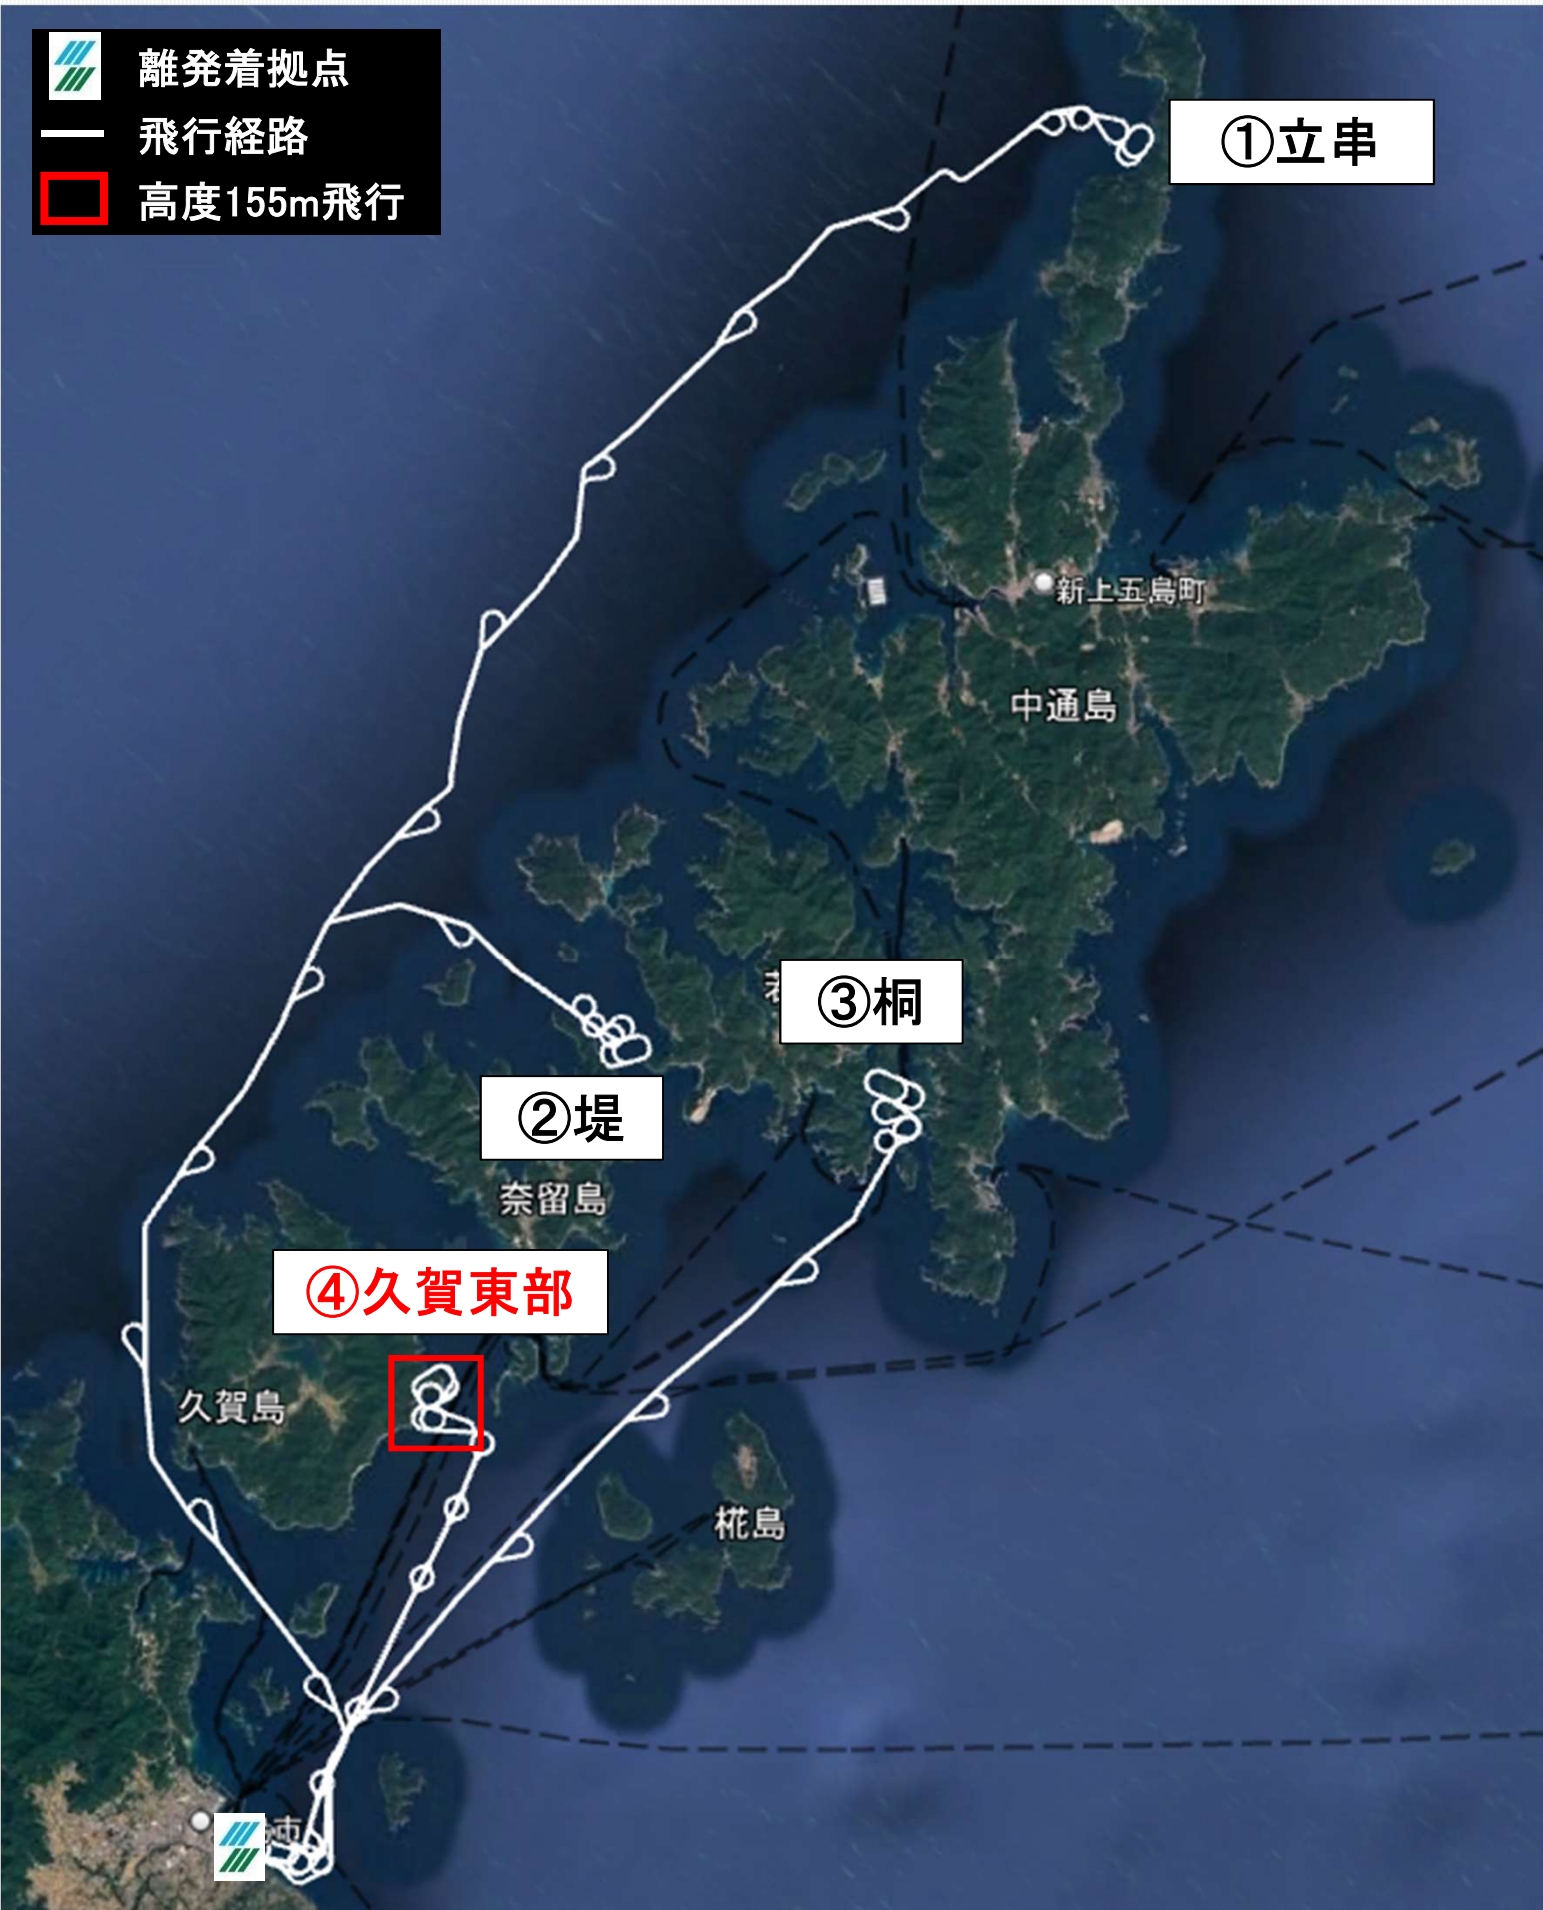 離発着拠点
飛行経路
高度155m飛行
①立串
新上五島町
中通島
③桐
②堤
奈留島
④久賀東部
久賀島
椛島
市